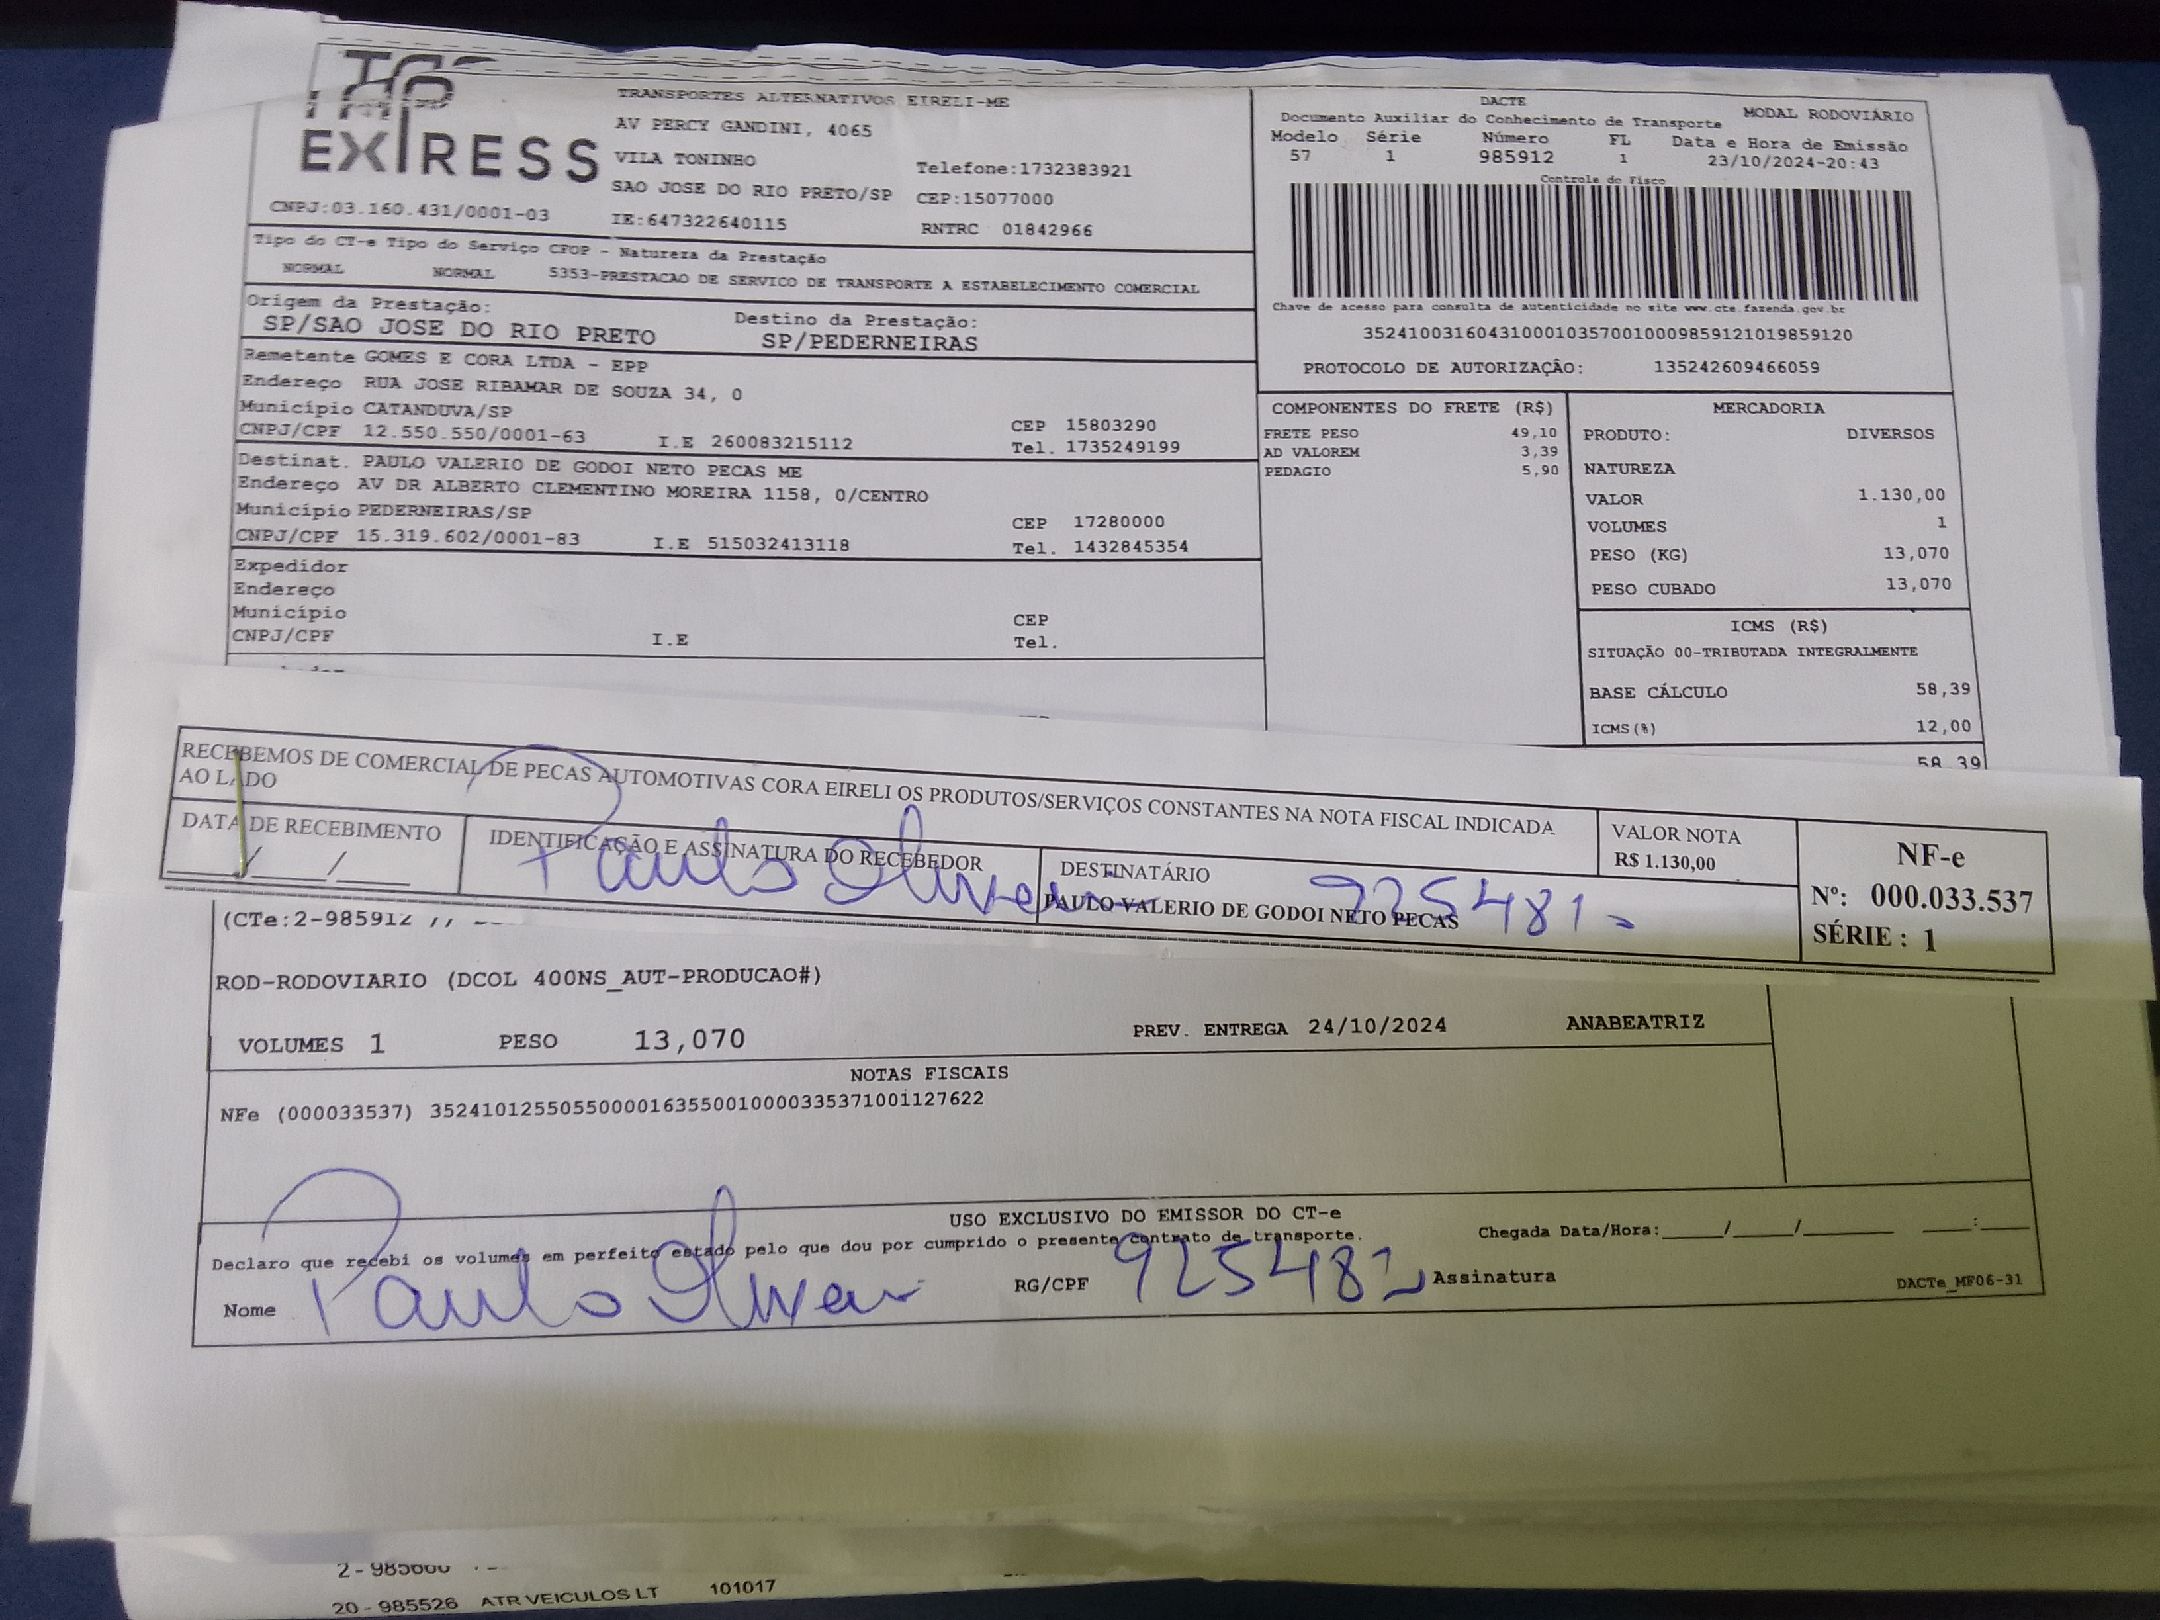 EXPRESS
TRANSPORTES ALTERNATIVOS EIRELI-ME
AV PERCY GANDINI, 4065
VILA TONINHO
Telefone:1732383921
SAO JOSE DO RIO PRETO/SP CEP:15077000
CNPJ:03.160.431/0001-03 IE:647322640115 RNTRC 01842966
DACTE MODAL RODOVIÁRIO
Documento Auxiliar do Conhecimento de Transporte
Modelo Série Número FL Data e Hora de Emissão
57 1 985912 1 23/10/2024-20:43
Controle do Fisco
Chave de acesso para consulta de autenticidade no site www.cte.fazenda.gov.br
35241003160431000103570010009859121019859120
PROTOCOLO DE AUTORIZAÇÃO: 135242609466059
Tipo do CT-e Tipo do Serviço CFOP - Natureza da Prestação
NORMAL NORMAL 5353-PRESTACAO DE SERVICO DE TRANSPORTE A ESTABELECIMENTO COMERCIAL
Origem da Prestação: Destino da Prestação:
SP/SAO JOSE DO RIO PRETO SP/PEDERNEIRAS
Remetente GOMES E CORA LTDA - EPP
Endereço RUA JOSE RIBAMAR DE SOUZA 34, 0
Município CATANDUVA/SP CEP 15803290
CNPJ/CPF 12.550.550/0001-63 I.E 260083215112 Tel. 1735249199
Destinat. PAULO VALERIO DE GODOI NETO PECAS ME
Endereço AV DR ALBERTO CLEMENTINO MOREIRA 1158, 0/CENTRO
Município PEDERNEIRAS/SP CEP 17280000
CNPJ/CPF 15.319.602/0001-83 I.E 515032413118 Tel. 1432845354
Expedidor
Endereço
Município CEP
CNPJ/CPF I.E Tel.
COMPONENTES DO FRETE (R$)
FRETE PESO 49,10
AD VALOREM 3,39
PEDAGIO 5,90
MERCADORIA
PRODUTO: DIVERSOS
NATUREZA
VALOR 1.130,00
VOLUMES 1
PESO (KG) 13,070
PESO CUBADO 13,070
ICMS (R$)
SITUAÇÃO 00-TRIBUTADA INTEGRALMENTE
BASE CÁLCULO 58,39
ICMS(%) 12,00
58,39
RECEBEMOS DE COMERCIAL DE PECAS AUTOMOTIVAS CORA EIRELI OS PRODUTOS/SERVIÇOS CONSTANTES NA NOTA FISCAL INDICADA
AO LADO
DATA DE RECEBIMENTO
___/___/___
IDENTIFICAÇÃO E ASSINATURA DO RECEBEDOR
Paulo Oliveira
DESTINATÁRIO
PAULO VALERIO DE GODOI NETO PECAS
925481
VALOR NOTA
R$ 1.130,00
NF-e
Nº: 000.033.537
SÉRIE : 1
(CTe:2-985912 //
ROD-RODOVIARIO (DCOL 400NS_AUT-PRODUCAO#)
VOLUMES 1 PESO 13,070 PREV. ENTREGA 24/10/2024 ANABEATRIZ
NOTAS FISCAIS
NFe (000033537) 35241012550550000163550010000335371001127622
USO EXCLUSIVO DO EMISSOR DO CT-e
Declaro que recebi os volumes em perfeito estado pelo que dou por cumprido o presente contrato de transporte.
Chegada Data/Hora:_____/_____/________ ____:____
Nome Paulo Oliveira RG/CPF 925481 Assinatura
DACTe_MF06-31
2 - 985600
20 - 985526 ATR VEICULOS LT 101017